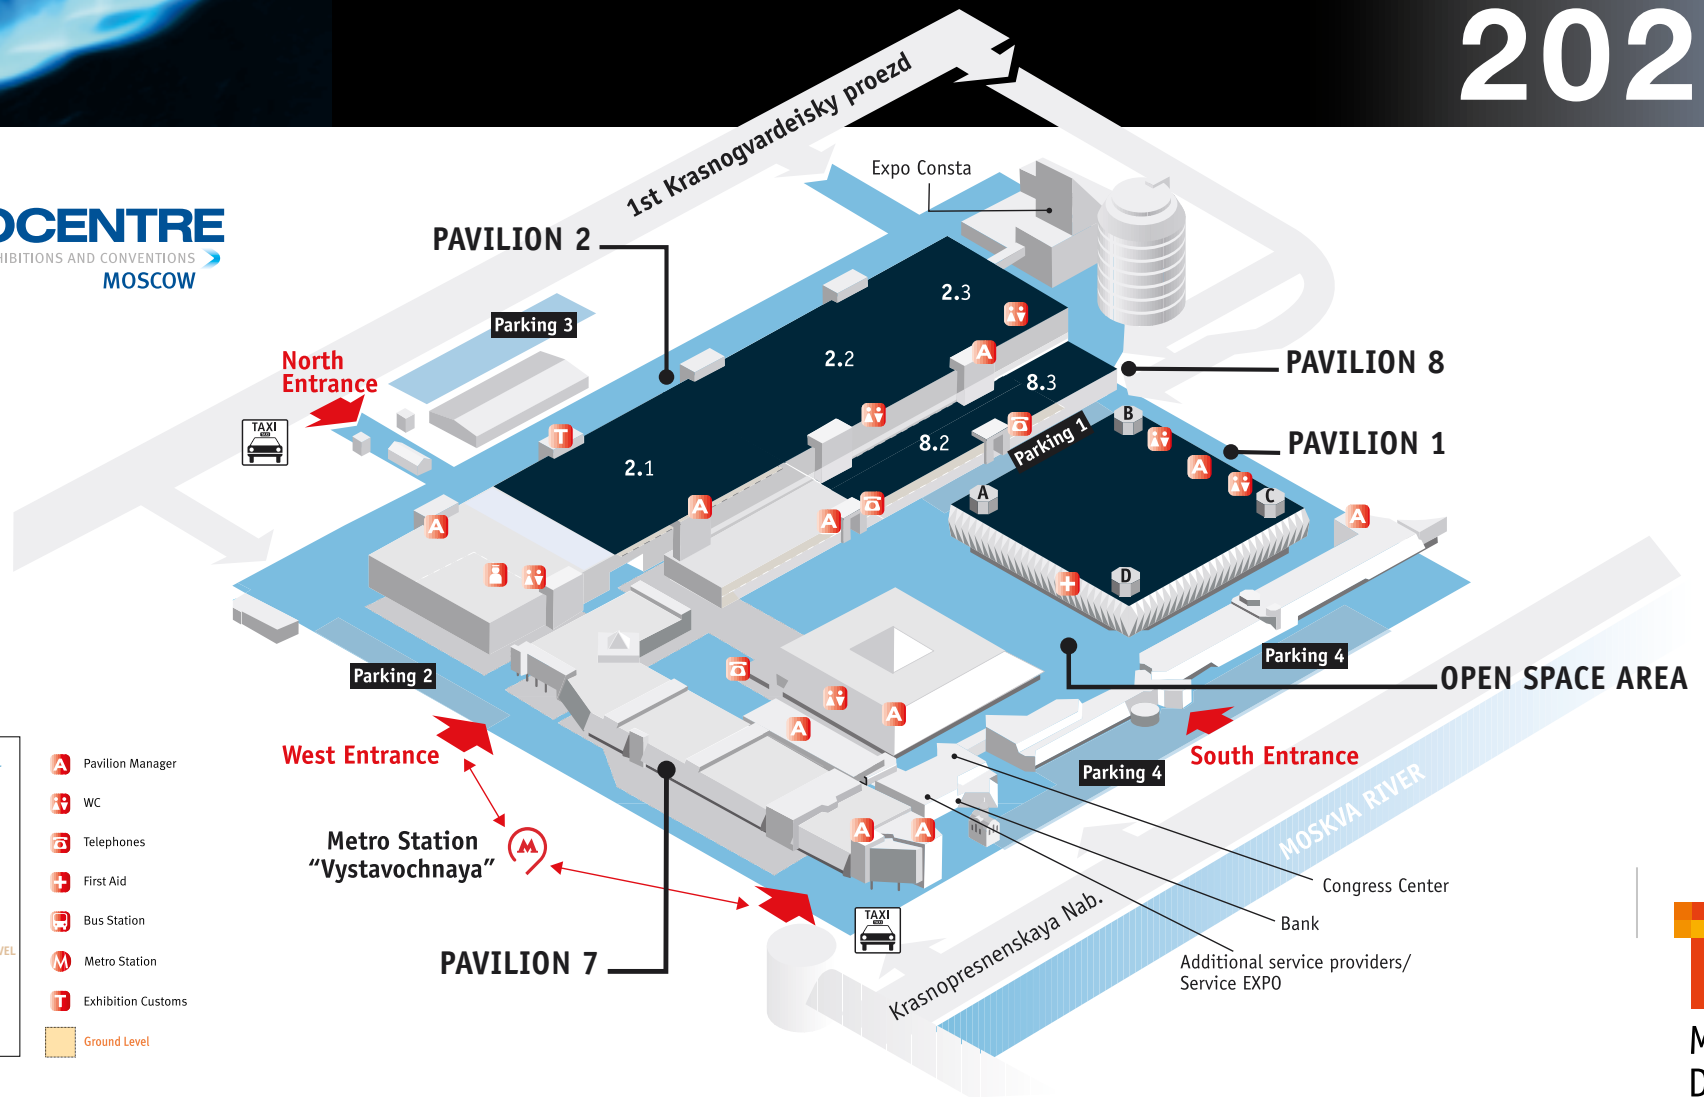 202
1st Krasnogvardeisky proezd
Expo Consta
OCENTRE
HIBITIONS AND CONVENTIONS
MOSCOW
PAVILION 2
2.3
Parking 3
2.2
North
Entrance
PAVILION 8
8.3
TAXI
T
2.1
8.2
Parking 1
B
PAVILION 1
A
A
A
C
A
A
A
A
D
Parking 2
Parking 4
OPEN SPACE AREA
A
A
West Entrance
South Entrance
Parking 4
MOSKVA RIVER
Metro Station
“Vystavochnaya”
M
A
A
Congress Center
Bank
TAXI
PAVILION 7
Additional service providers/
Service EXPO
Krasnopresnenskaya Nab.
A Pavilion Manager
WC
Telephones
First Aid
Bus Station
VEL
M Metro Station
T Exhibition Customs
Ground Level
M
D